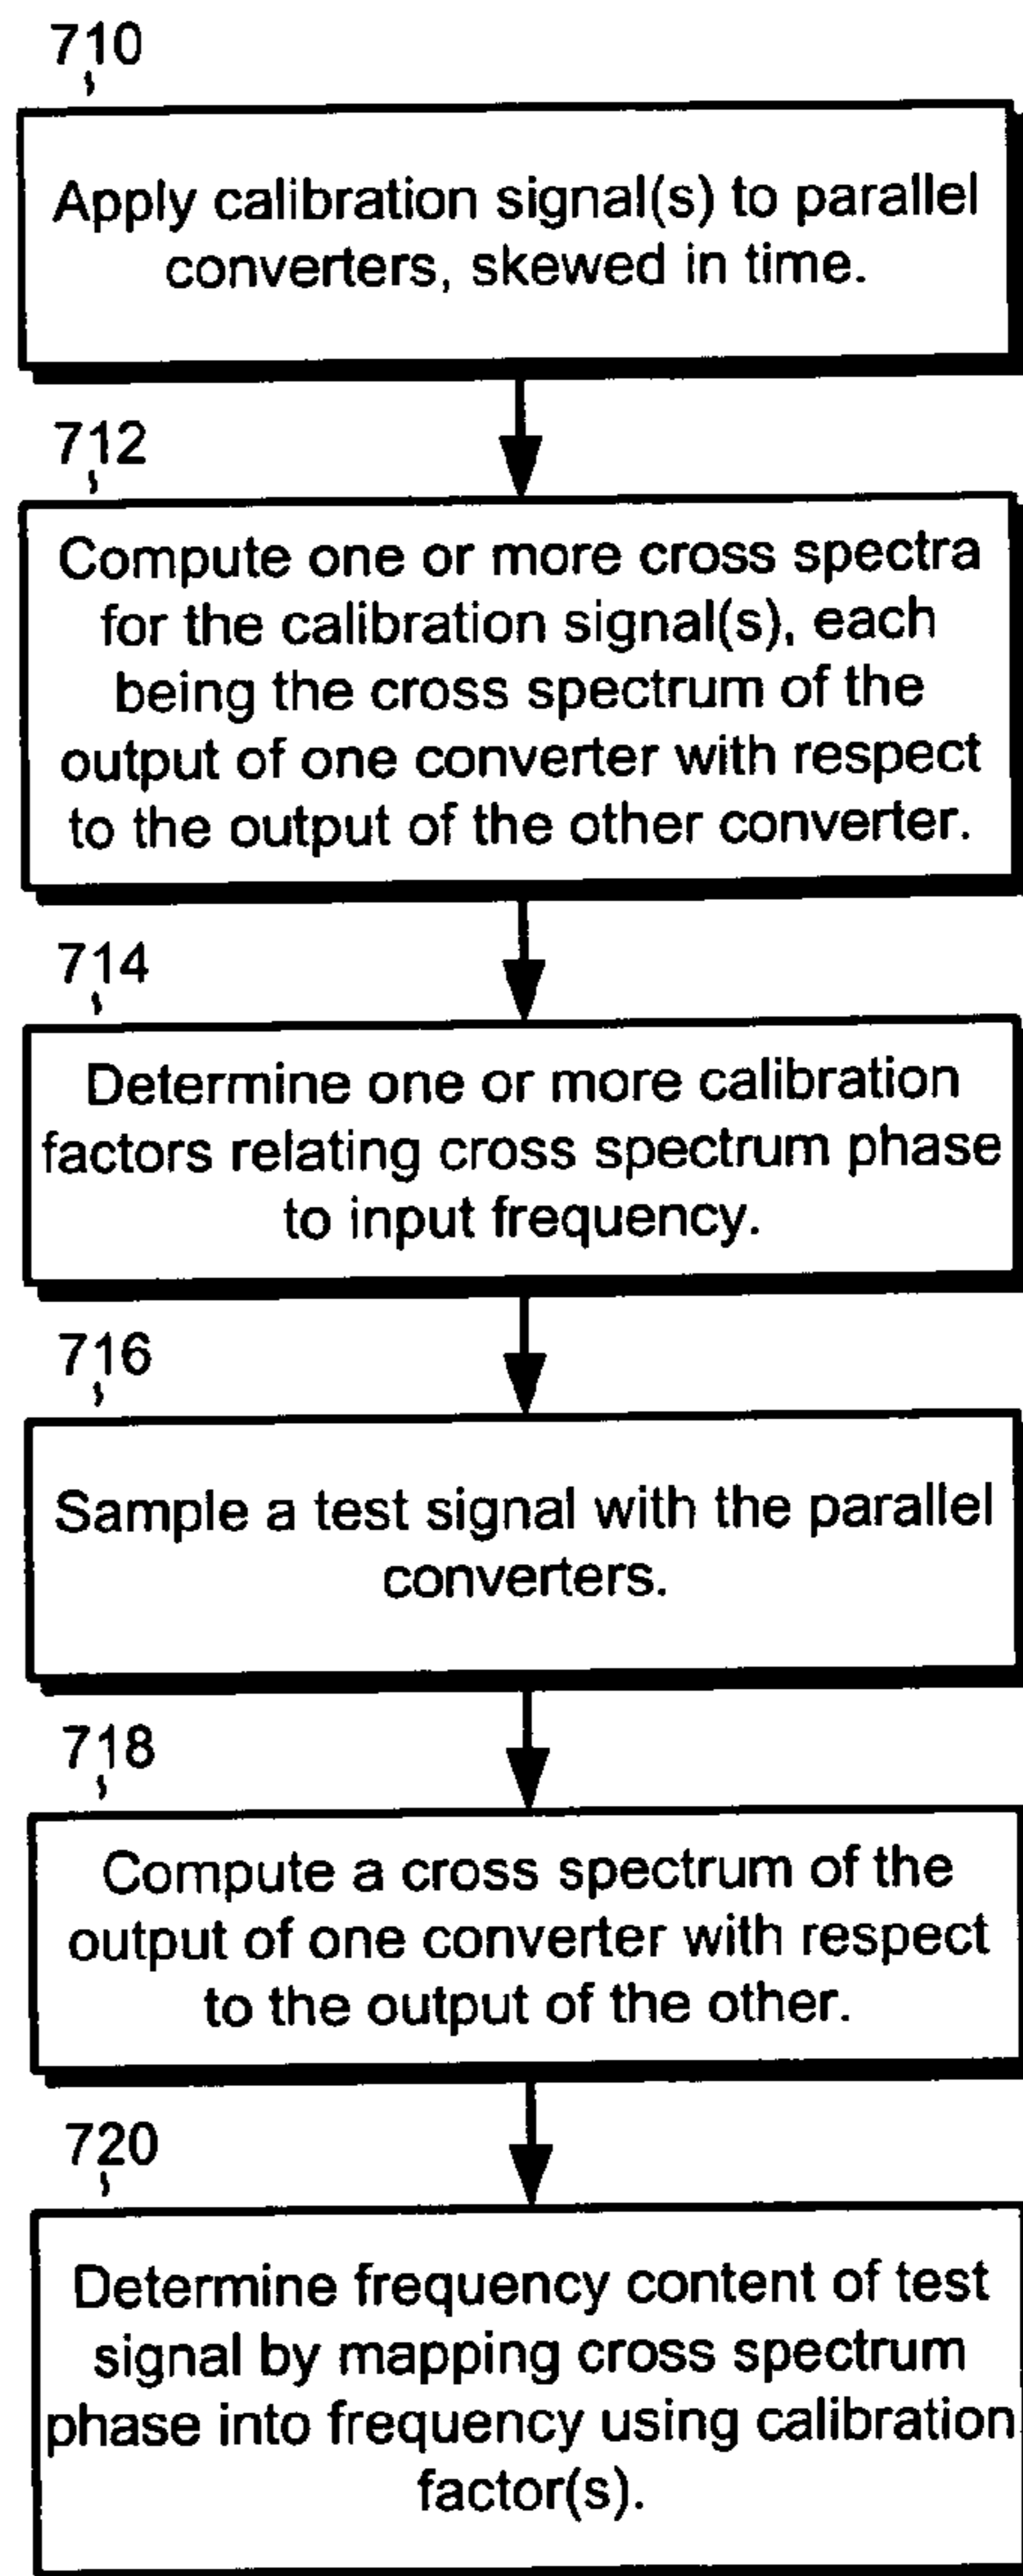 710
Apply calibration signal(s) to parallel
converters, skewed in time.
712
Compute one or more cross spectra
for the calibration signal(s), each
being the cross spectrum of the
output of one converter with respect
to the output of the other converter.
714
Determine one or more calibration
factors relating cross spectrum phase
to input frequency.
716
Sample a test signal with the parallel
converters.
718
Compute a cross spectrum of the
output of one converter with respect
to the output of the other.
720
Determine frequency content of test
signal by mapping cross spectrum
phase into frequency using calibration
factor(s).